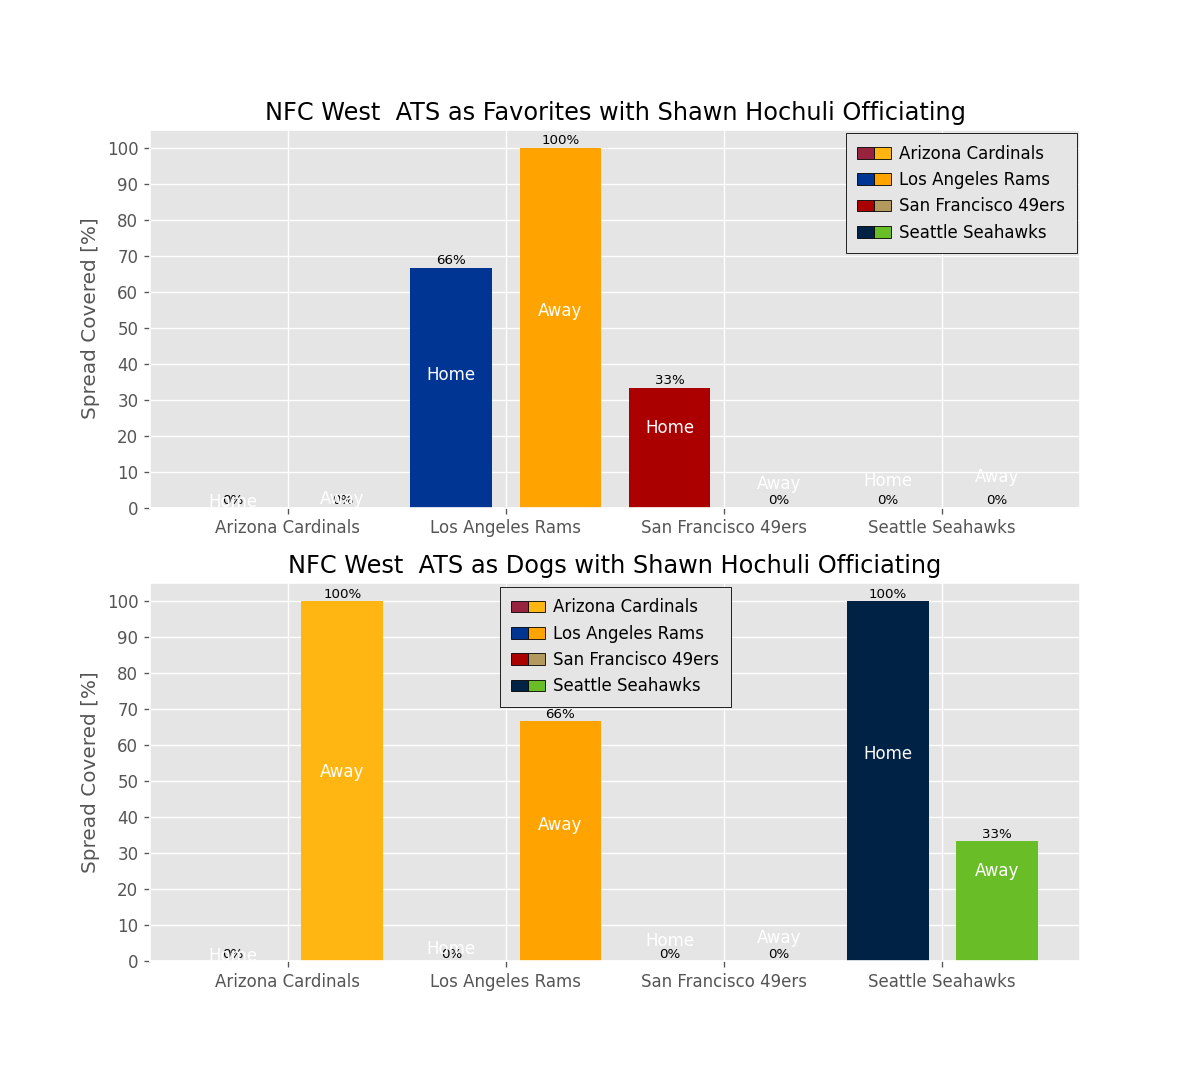 NFC West  ATS as Favorites with Shawn Hochuli Officiating
Spread Covered [%]
100
90
80
70
60
50
40
30
20
10
0
Arizona Cardinals
Los Angeles Rams
San Francisco 49ers
Seattle Seahawks
0%
Home
0%
Away
66%
Home
100%
Away
33%
Home
0%
Away
0%
Home
0%
Away
Arizona Cardinals
Los Angeles Rams
San Francisco 49ers
Seattle Seahawks
NFC West  ATS as Dogs with Shawn Hochuli Officiating
Spread Covered [%]
100
90
80
70
60
50
40
30
20
10
0
Arizona Cardinals
Los Angeles Rams
San Francisco 49ers
Seattle Seahawks
0%
Home
100%
Away
0%
Home
66%
Away
0%
Home
0%
Away
100%
Home
33%
Away
Arizona Cardinals
Los Angeles Rams
San Francisco 49ers
Seattle Seahawks